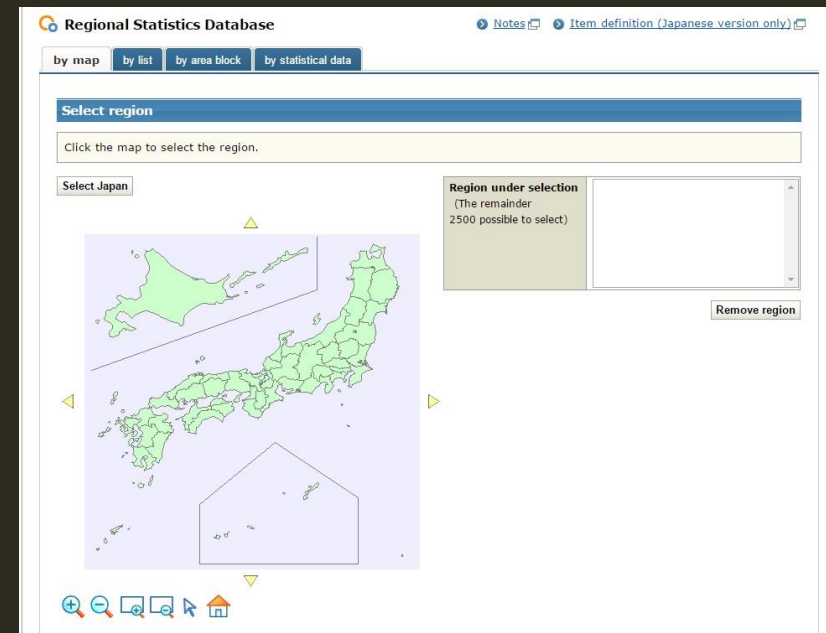 Regional Statistics Database
Notes
Item definition (Japanese version only)
by map
by list
by area block
by statistical data
Select region
Click the map to select the region.
Select Japan
Region under selection
(The remainder
2500 possible to select)
Remove region